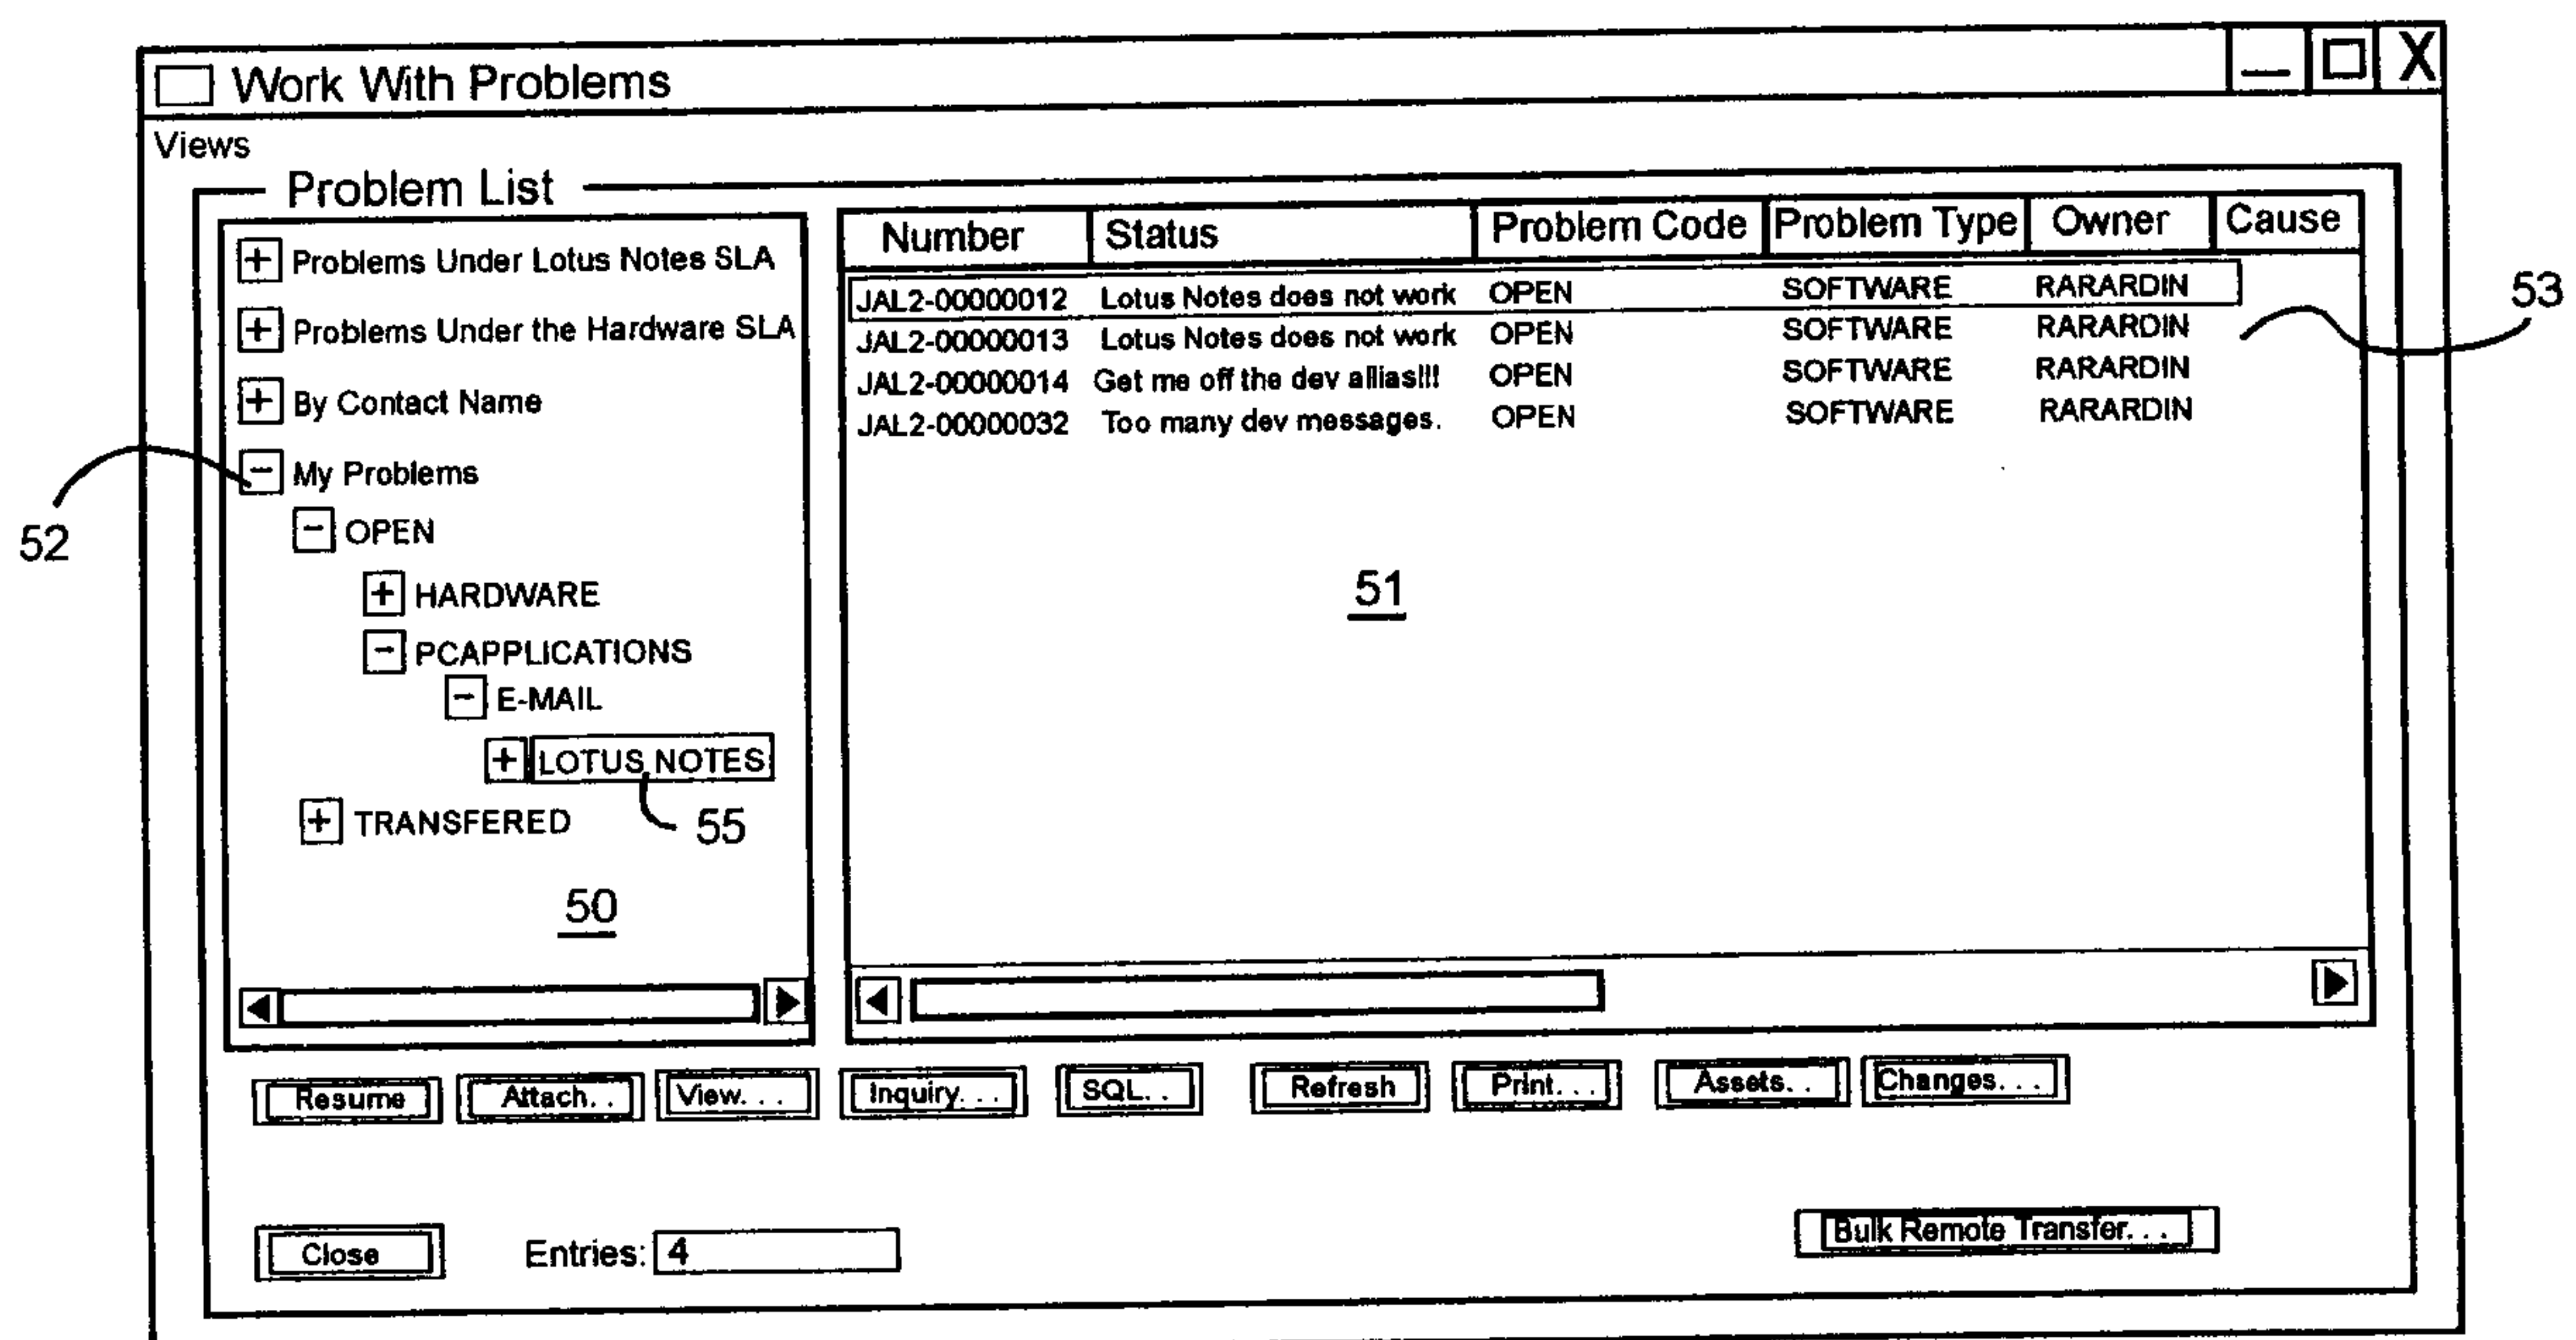 Work With Problems
X
Views
Problem List
Problems Under Lotus Notes SLA
Problems Under the Hardware SLA
By Contact Name
My Problems
OPEN
HARDWARE
PCAPPLICATIONS
E-MAIL
LOTUS NOTES
TRANSFERED
50
52
55
Number Status Problem Code Problem Type Owner Cause
JAL2-00000012 Lotus Notes does not work OPEN SOFTWARE RARARDIN
JAL2-00000013 Lotus Notes does not work OPEN SOFTWARE RARARDIN
JAL2-00000014 Get me off the dev allias!!! OPEN SOFTWARE RARARDIN
JAL2-00000032 Too many dev messages. OPEN SOFTWARE RARARDIN
51
53
Resume Attach. . View. . . Inquiry. . . SQL. . Refresh Print. . . Assets. . Changes. . .
Close Entries: 4 Bulk Remote Transfer. . .